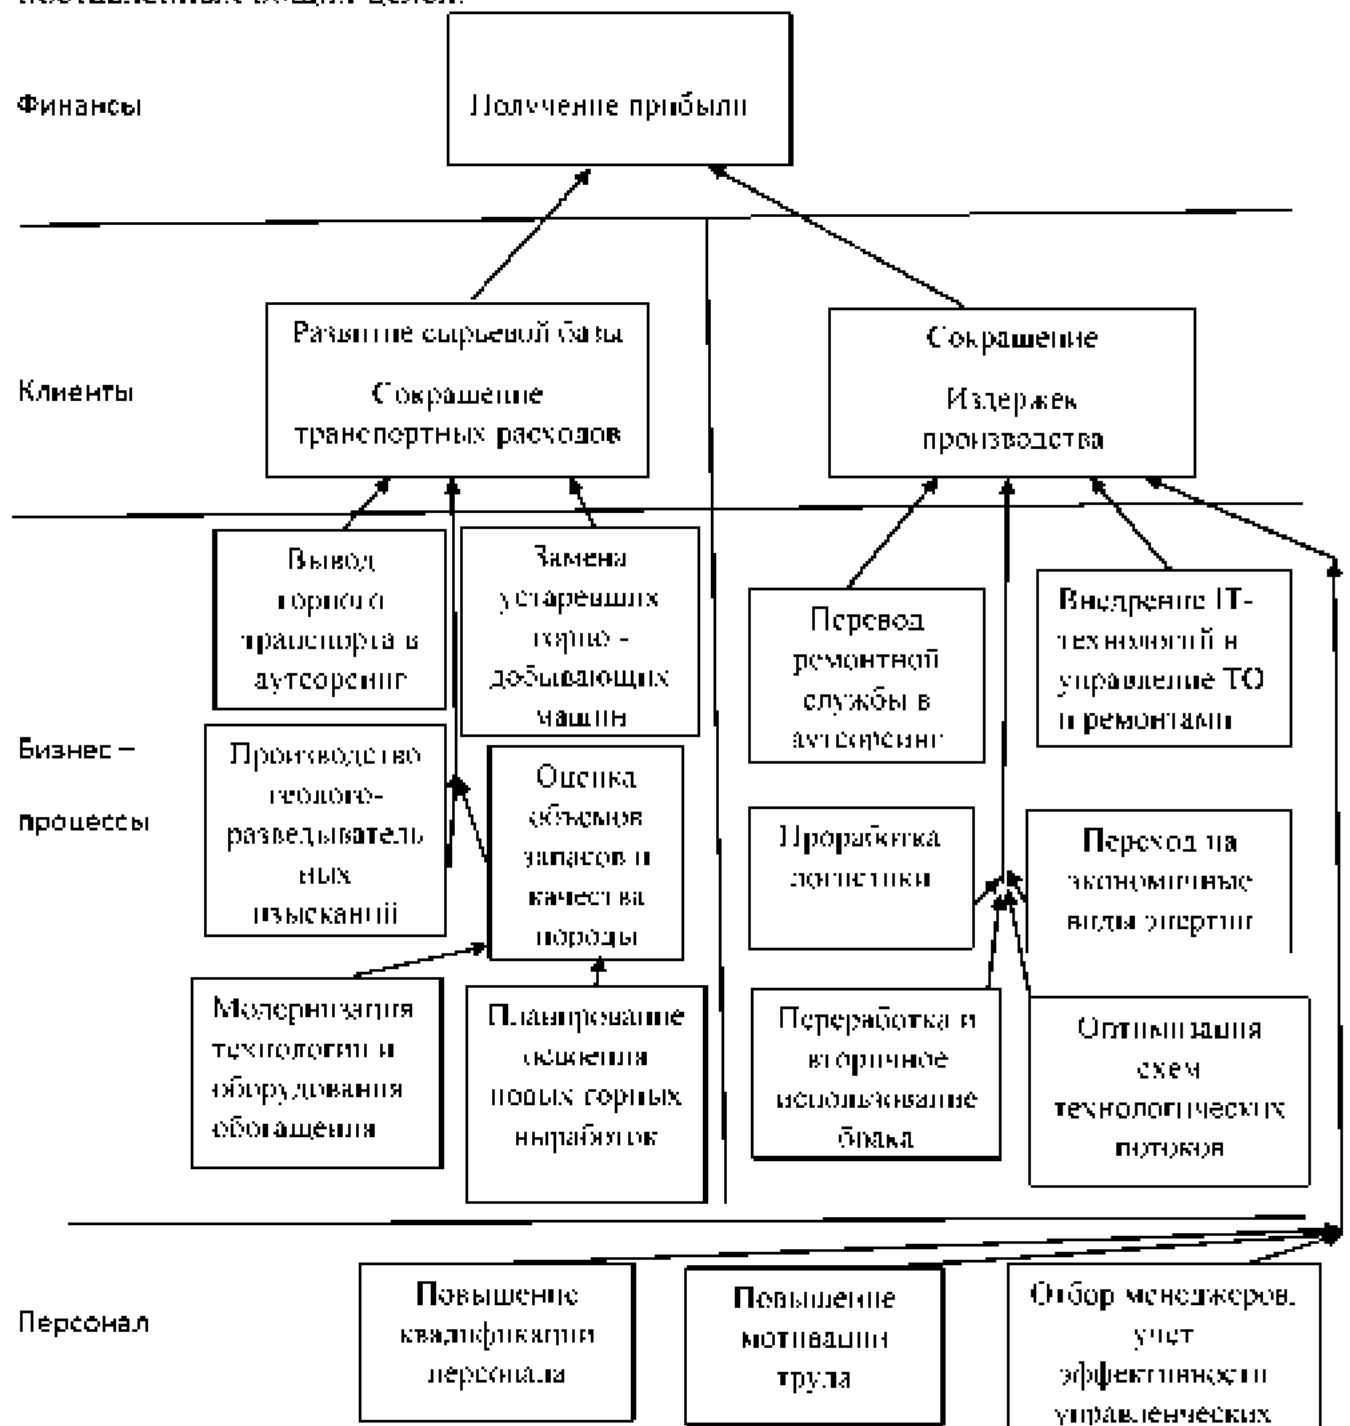 Финансы
Получение прибыли
Клиенты
Развитие сырьевой базы
Сокращение
транспортных расходов
Сокращение
Издержек
производства
Бизнес –
процессы
Вывод
горного
транспорта в
аутсорсинг
Замена
устаревших
горно -
добывающих
машин
Производство
геолого-
разведыватель
ных
изысканий
Оценка
объемов
запасов и
качества
породы
Модернизация
технологии и
оборудования
обогащения
Планирование
освоения
новых горных
выработок
Перевод
ремонтной
службы в
аутсорсинг
Внедрение IT-
технологий в
управление ТО
и ремонтами
Проработка
логистики
Переход на
экономичные
виды энергии
Переработка и
вторичное
использование
брака
Оптимизация
схем
технологических
потоков
Персонал
Повышение
квалификации
персонала
Повышение
мотивации
труда
Отбор менеджеров,
учет
эффективности
управленческих